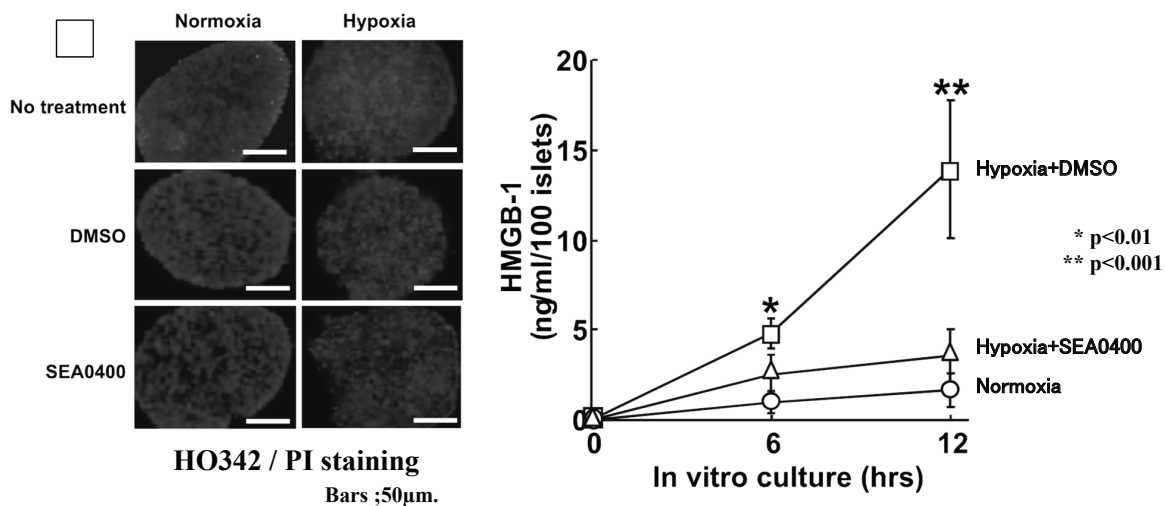 Normoxia
Hypoxia
No treatment
DMSO
SEA0400
HO342 / PI staining
Bars ;50μm.
HMGB-1
(ng/ml/100 islets)
20
15
10
5
0
0
6
12
In vitro culture (hrs)
*
**
Hypoxia+DMSO
* p<0.01
** p<0.001
Hypoxia+SEA0400
Normoxia